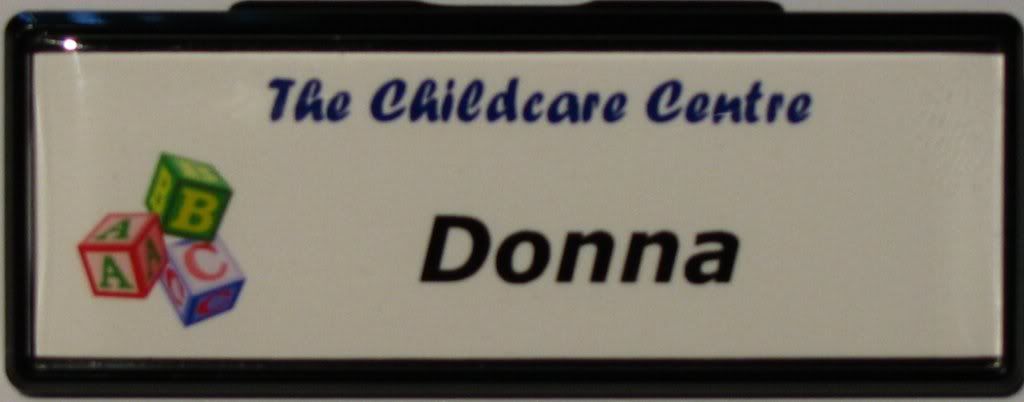 The Childcare Centre
B B B
A A A
C C C
Donna